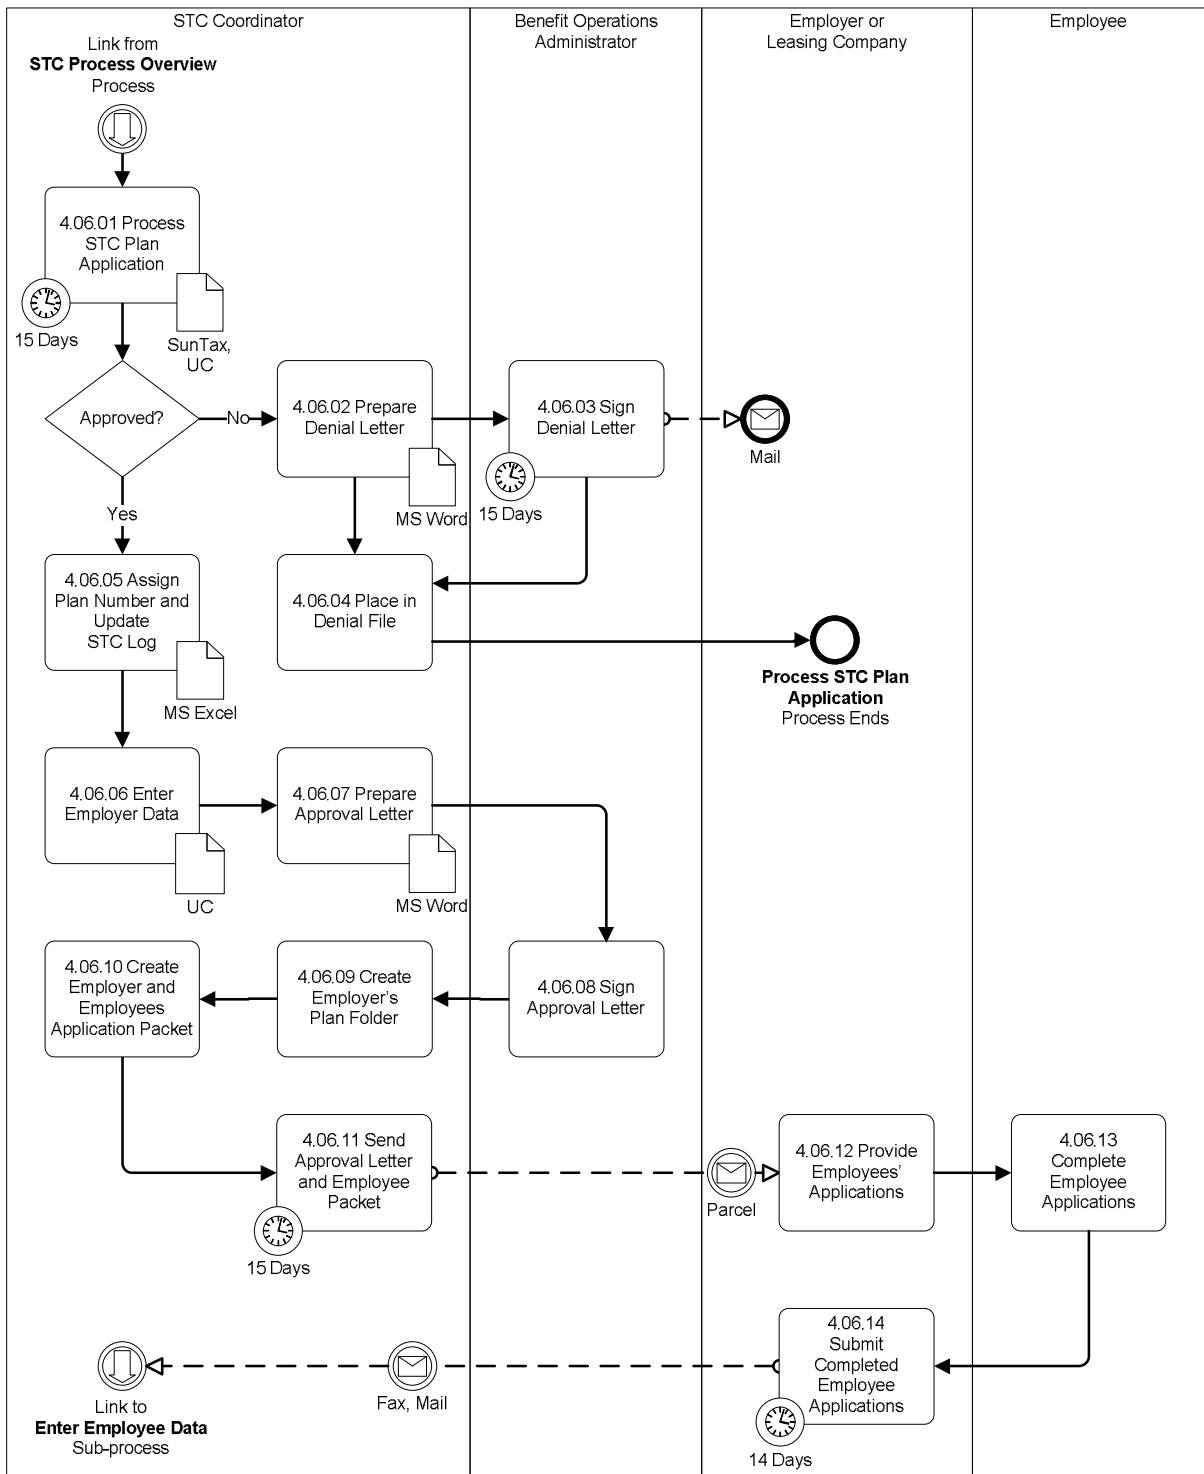 STC Coordinator
Benefit Operations
Administrator
Employer or
Leasing Company
Employee
Link from
STC Process Overview
Process
4.06.01 Process
STC Plan
Application
15 Days
SunTax,
UC
Approved?
No
4.06.02 Prepare
Denial Letter
MS Word
4.06.03 Sign
Denial Letter
15 Days
Mail
Yes
4.06.05 Assign
Plan Number and
Update
STC Log
MS Excel
4.06.04 Place in
Denial File
Process STC Plan
Application
Process Ends
4.06.06 Enter
Employer Data
UC
4.06.07 Prepare
Approval Letter
MS Word
4.06.10 Create
Employer and
Employees
Application Packet
4.06.09 Create
Employer’s
Plan Folder
4.06.08 Sign
Approval Letter
4.06.11 Send
Approval Letter
and Employee
Packet
15 Days
Parcel
4.06.12 Provide
Employees’
Applications
4.06.13
Complete
Employee
Applications
4.06.14
Submit
Completed
Employee
Applications
14 Days
Fax, Mail
Link to
Enter Employee Data
Sub-process